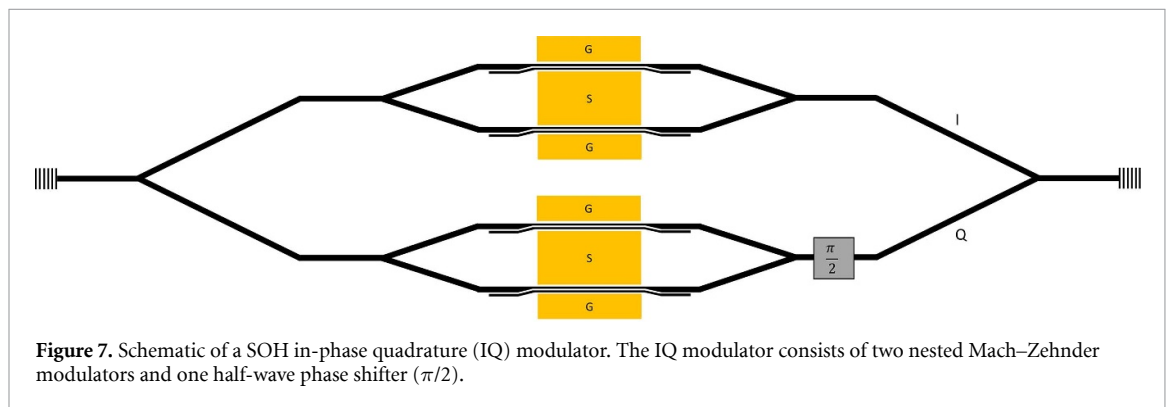 G
S
G
I
G
S
G
π/2
Q
Figure 7. Schematic of a SOH in-phase quadrature (IQ) modulator. The IQ modulator consists of two nested Mach–Zehnder
modulators and one half-wave phase shifter (π/2).